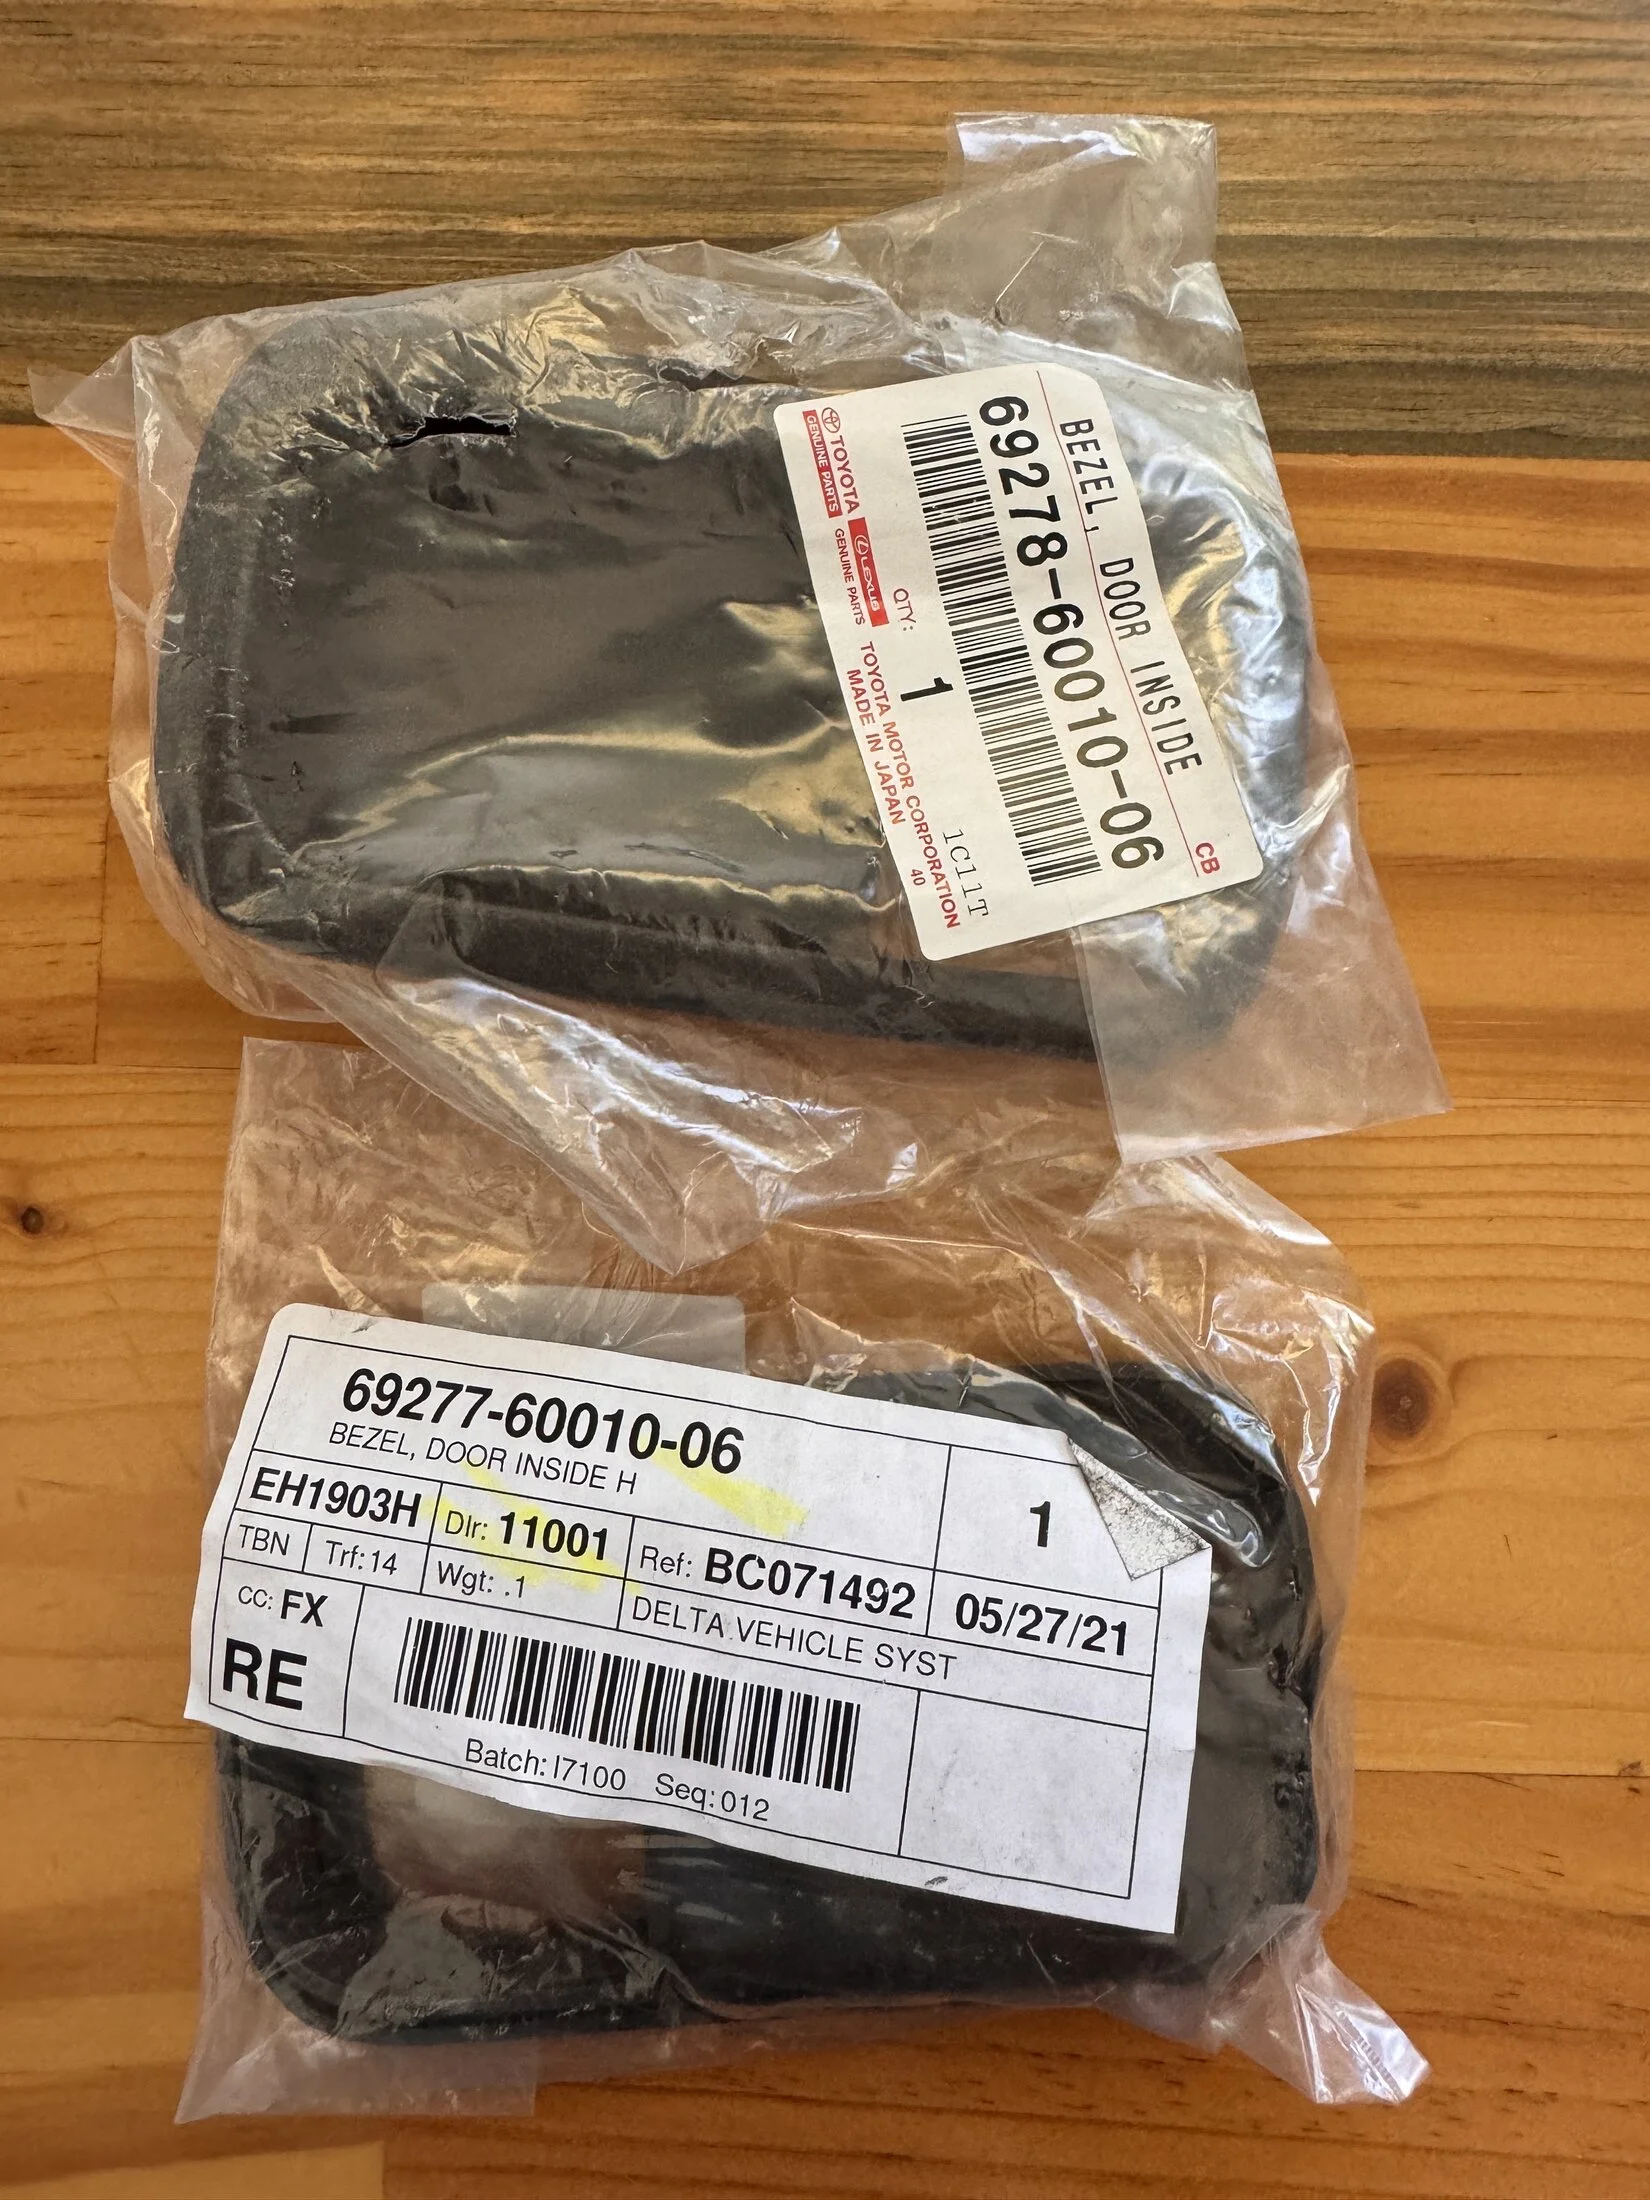 BEZEL, DOOR INSIDE
CB
69278-60010-06
QTY:
1
1C11T
TOYOTA
GENUINE PARTS
LEXUS
GENUINE PARTS
TOYOTA MOTOR CORPORATION
MADE IN JAPAN
40
69277-60010-06
BEZEL, DOOR INSIDE H
1
EH1903H
Dlr: 11001
Ref: BC071492
05/27/21
TBN
Trf:14
Wgt: .1
DELTA VEHICLE SYST
CC: FX
RE
Batch: I7100 Seq: 012